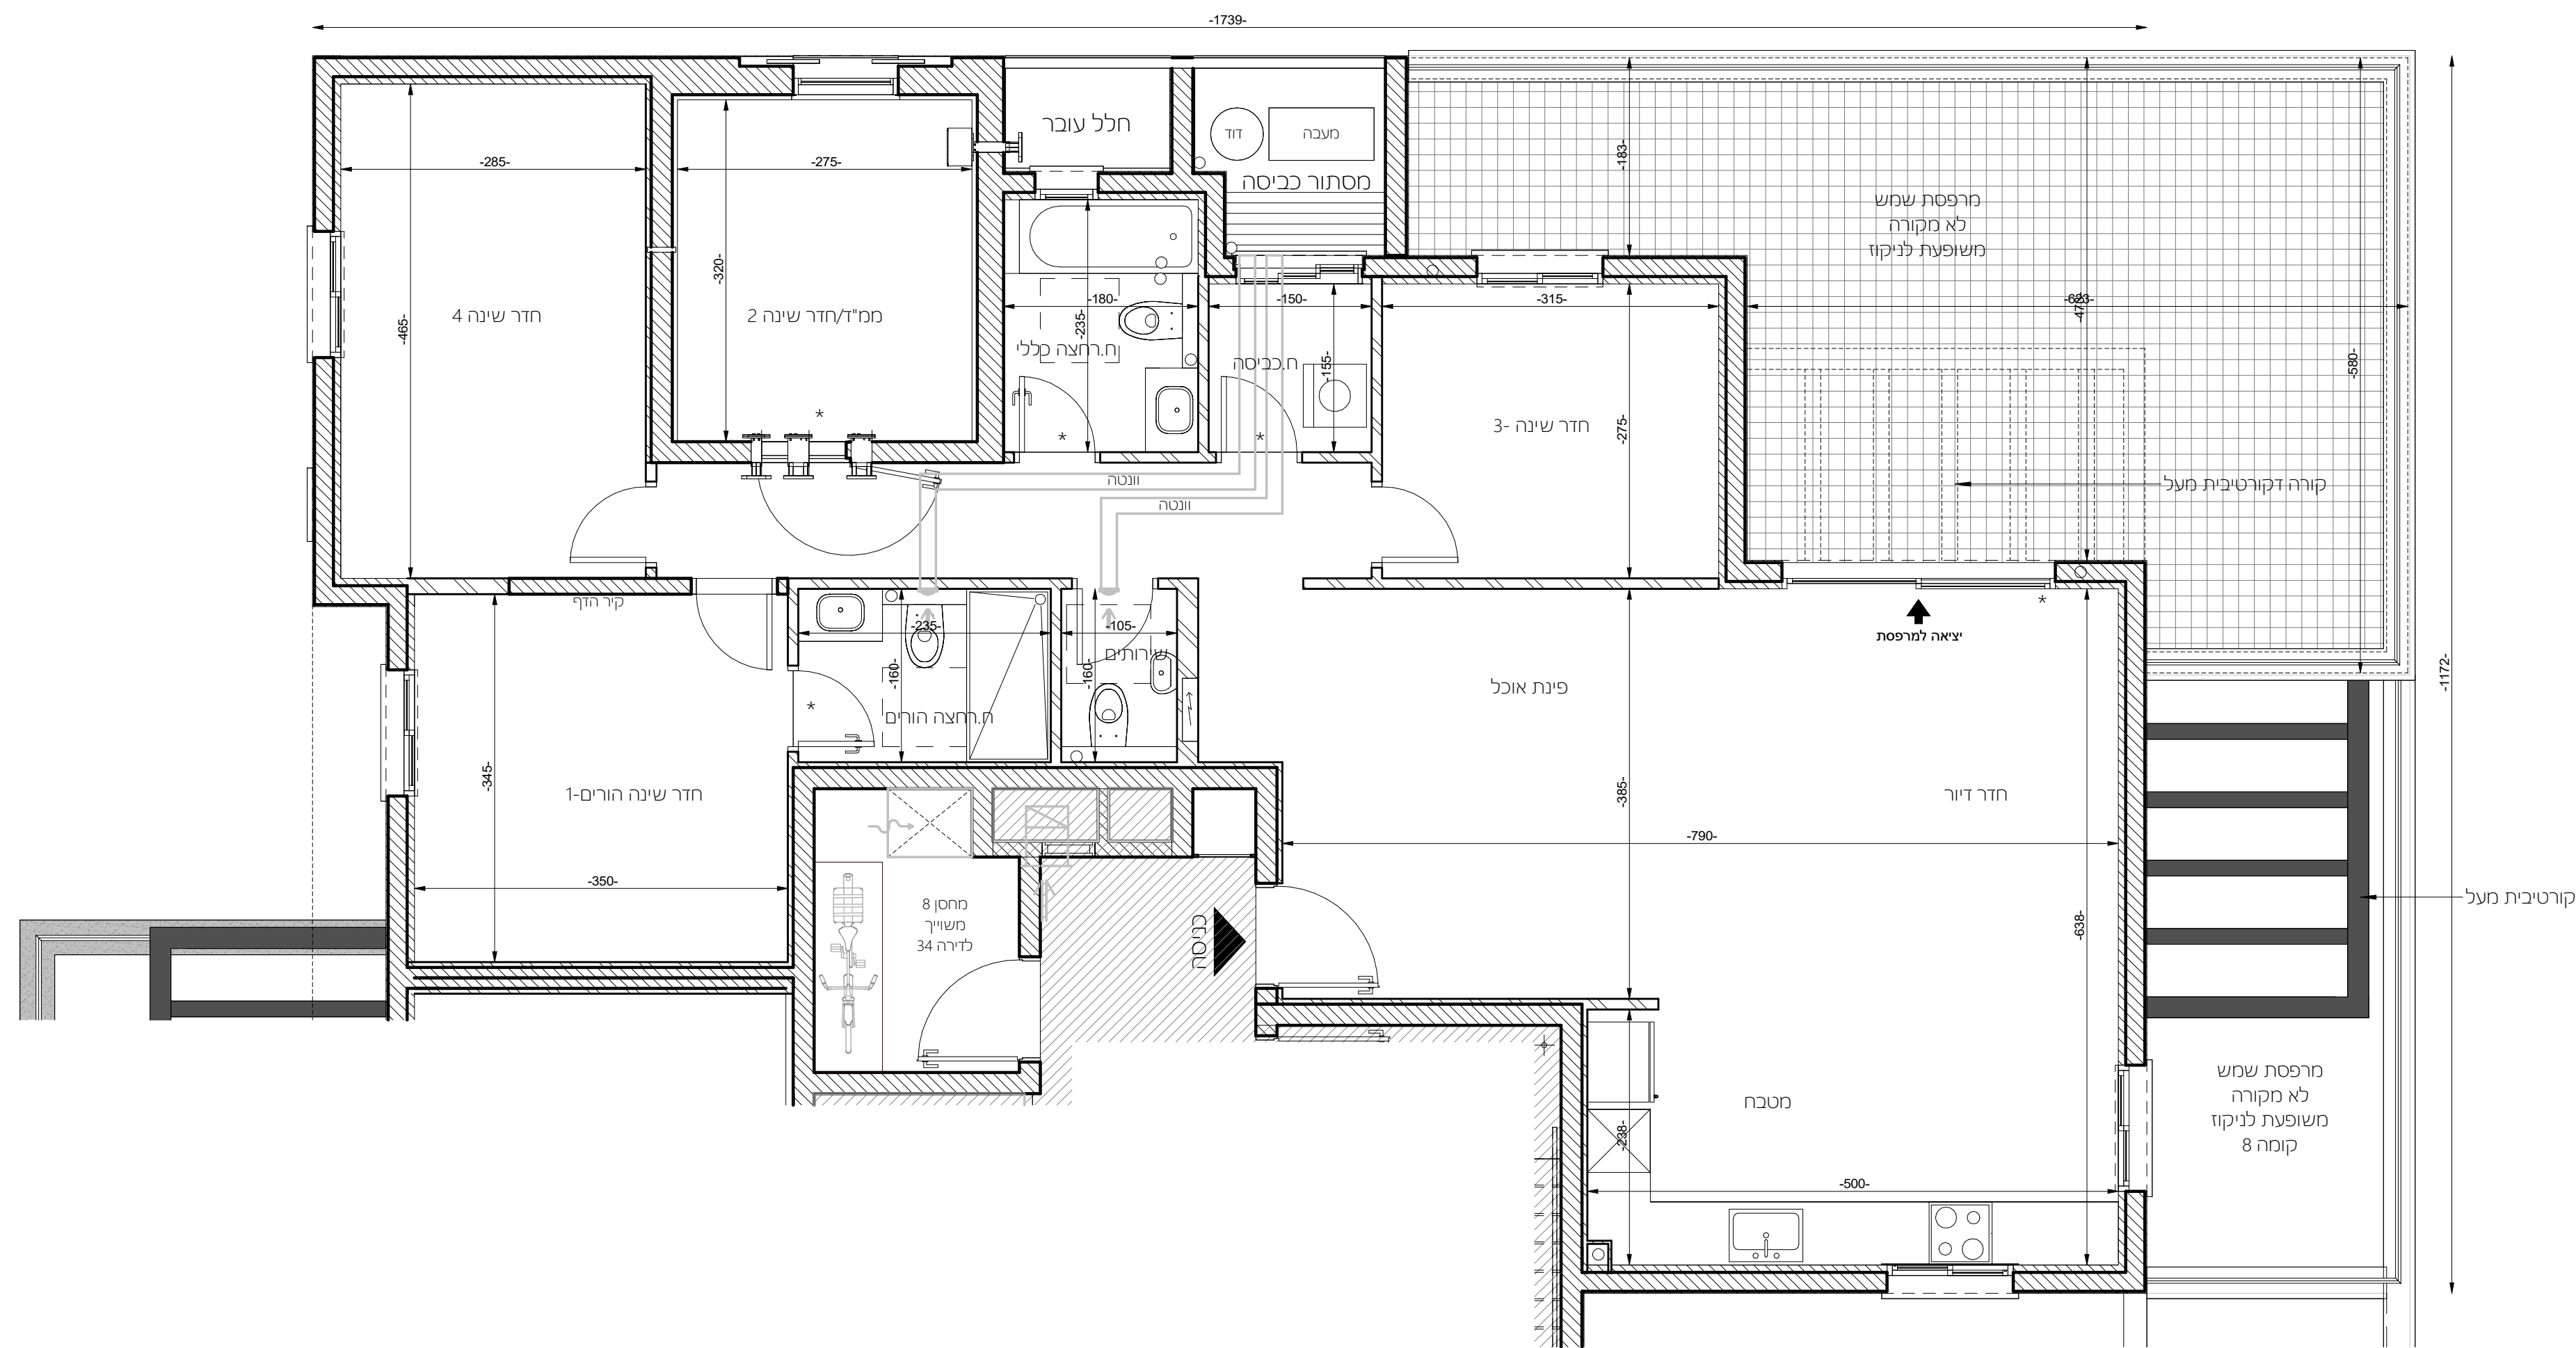 -1739-
חלל עובר
דוד
מעבה
מסתור כביסה
-183-
מרפסת שמש
לא מקורה
משופעת לניקוז
-285-
-275-
-320-
-465-
חדר שינה 4
ממ"ד/חדר שינה 2
-180-
-235-
ח.רחצה כללי
-150-
-155-
ח.כביסה
-315-
-275-
חדר שינה -3
-623-
-580-
*
*
*
וונטה
וונטה
קורה דקורטיבית מעל
קיר הדף
-235-
-160-
ח.רחצה הורים
*
-105-
-160-
שירותים
יציאה למרפסת
*
-1172-
פינת אוכל
חדר דיור
-345-
חדר שינה הורים-1
-350-
-385-
-790-
-638-
מחסן 8
משוייך
לדירה 34
כניסה
קורטיבית מעל
מטבח
-238-
-500-
מרפסת שמש
לא מקורה
משופעת לניקוז
קומה 8